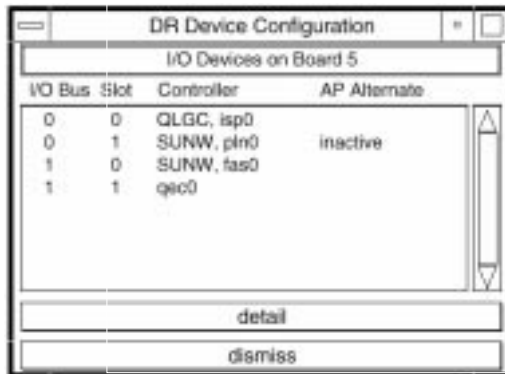 DR Device Configuration
I/O Devices on Board 5
I/O Bus Slot Controller AP Alternate
0 0 QLGC, isp0
0 1 SUNW, pln0 inactive
1 0 SUNW, fas0
1 1 qec0
detail
dismiss